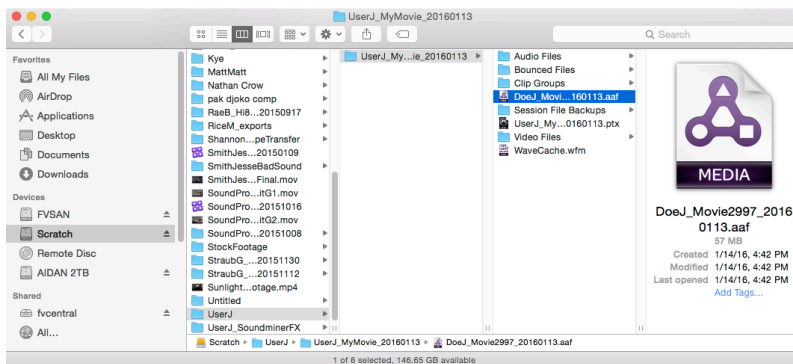 UserJ_MyMovie_20160113
Search
Favorites
All My Files
AirDrop
Applications
Desktop
Documents
Downloads
Devices
FVSAN
Scratch
Remote Disc
AIDAN 2TB
Shared
fvcentral
All...
Kye
MattMatt
Nathan Crow
pak djoko comp
RaeB_Hi8...20150917
RiceM_exports
Shannon...peTransfer
SmithJes...20150109
SmithJesseBadSound
SmithJes...Final.mov
SoundPro...itG1.mov
SoundPro...20151016
SoundPro...itG2.mov
SoundPro...20151008
StockFootage
StraubG_...20151130
StraubG_...20151112
Sunlight...otage.mp4
Untitled
UserJ
UserJ_SoundminerFX
UserJ_My...ie_20160113
Audio Files
Bounced Files
Clip Groups
DoeJ_Movi...160113.aaf
Session File Backups
UserJ_My...0160113.ptx
Video Files
WaveCache.wfm
MEDIA
DoeJ_Movie2997_2016
0113.aaf
57 MB
Created 1/14/16, 4:42 PM
Modified 1/14/16, 4:42 PM
Last opened 1/14/16, 4:42 PM
Add Tags...
Scratch UserJ UserJ_MyMovie_20160113 DoeJ_Movie2997_20160113.aaf
1 of 8 selected, 146.65 GB available